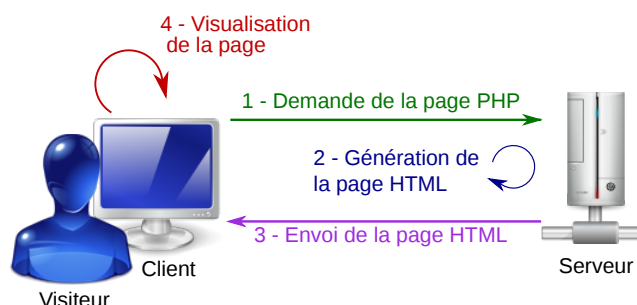 4 - Visualisation
de la page
1 - Demande de la page PHP
2 - Génération de
la page HTML
3 - Envoi de la page HTML
Client
Serveur
Visiteur